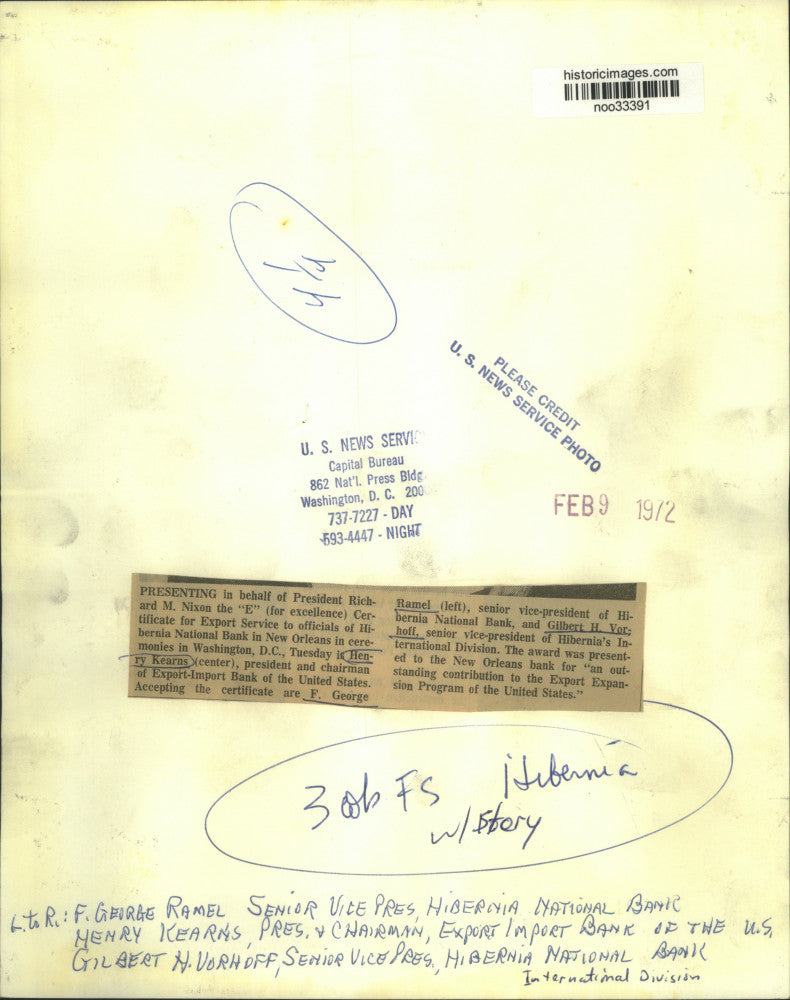 historicimages.com
noo33391
4 1/4
PLEASE CREDIT
U. S. NEWS SERVICE PHOTO
U. S. NEWS SERVIC
Capital Bureau
862 Nat'l. Press Bldg
Washington, D. C. 200
737-7227 - DAY
593-4447 - NIGHT
FEB 9 1972
PRESENTING in behalf of President Rich-
ard M. Nixon the "E" (for excellence) Cer-
tificate for Export Service to officials of Hi-
bernia National Bank in New Orleans in cere-
monies in Washington, D.C., Tuesday is Hen-
ry Kearns (center), president and chairman
of Export-Import Bank of the United States.
Accepting the certificate are F. George
Ramel (left), senior vice-president of Hi-
bernia National Bank, and Gilbert H. Vor-
hoff, senior vice-president of Hibernia's In-
ternational Division. The award was present-
ed to the New Orleans bank for "an out-
standing contribution to the Export Expan-
sion Program of the United States."
3 FS Hibernia
w/ Story
L. to R.: F. GEORGE RAMEL SENIOR VICE PRES, HIBERNIA NATIONAL BANK
HENRY KEARNS, PRES. & CHAIRMAN, EXPORT IMPORT BANK OF THE U.S.
GILBERT H. VORHOFF, SENIOR VICE PRES., HIBERNIA NATIONAL BANK
International Division